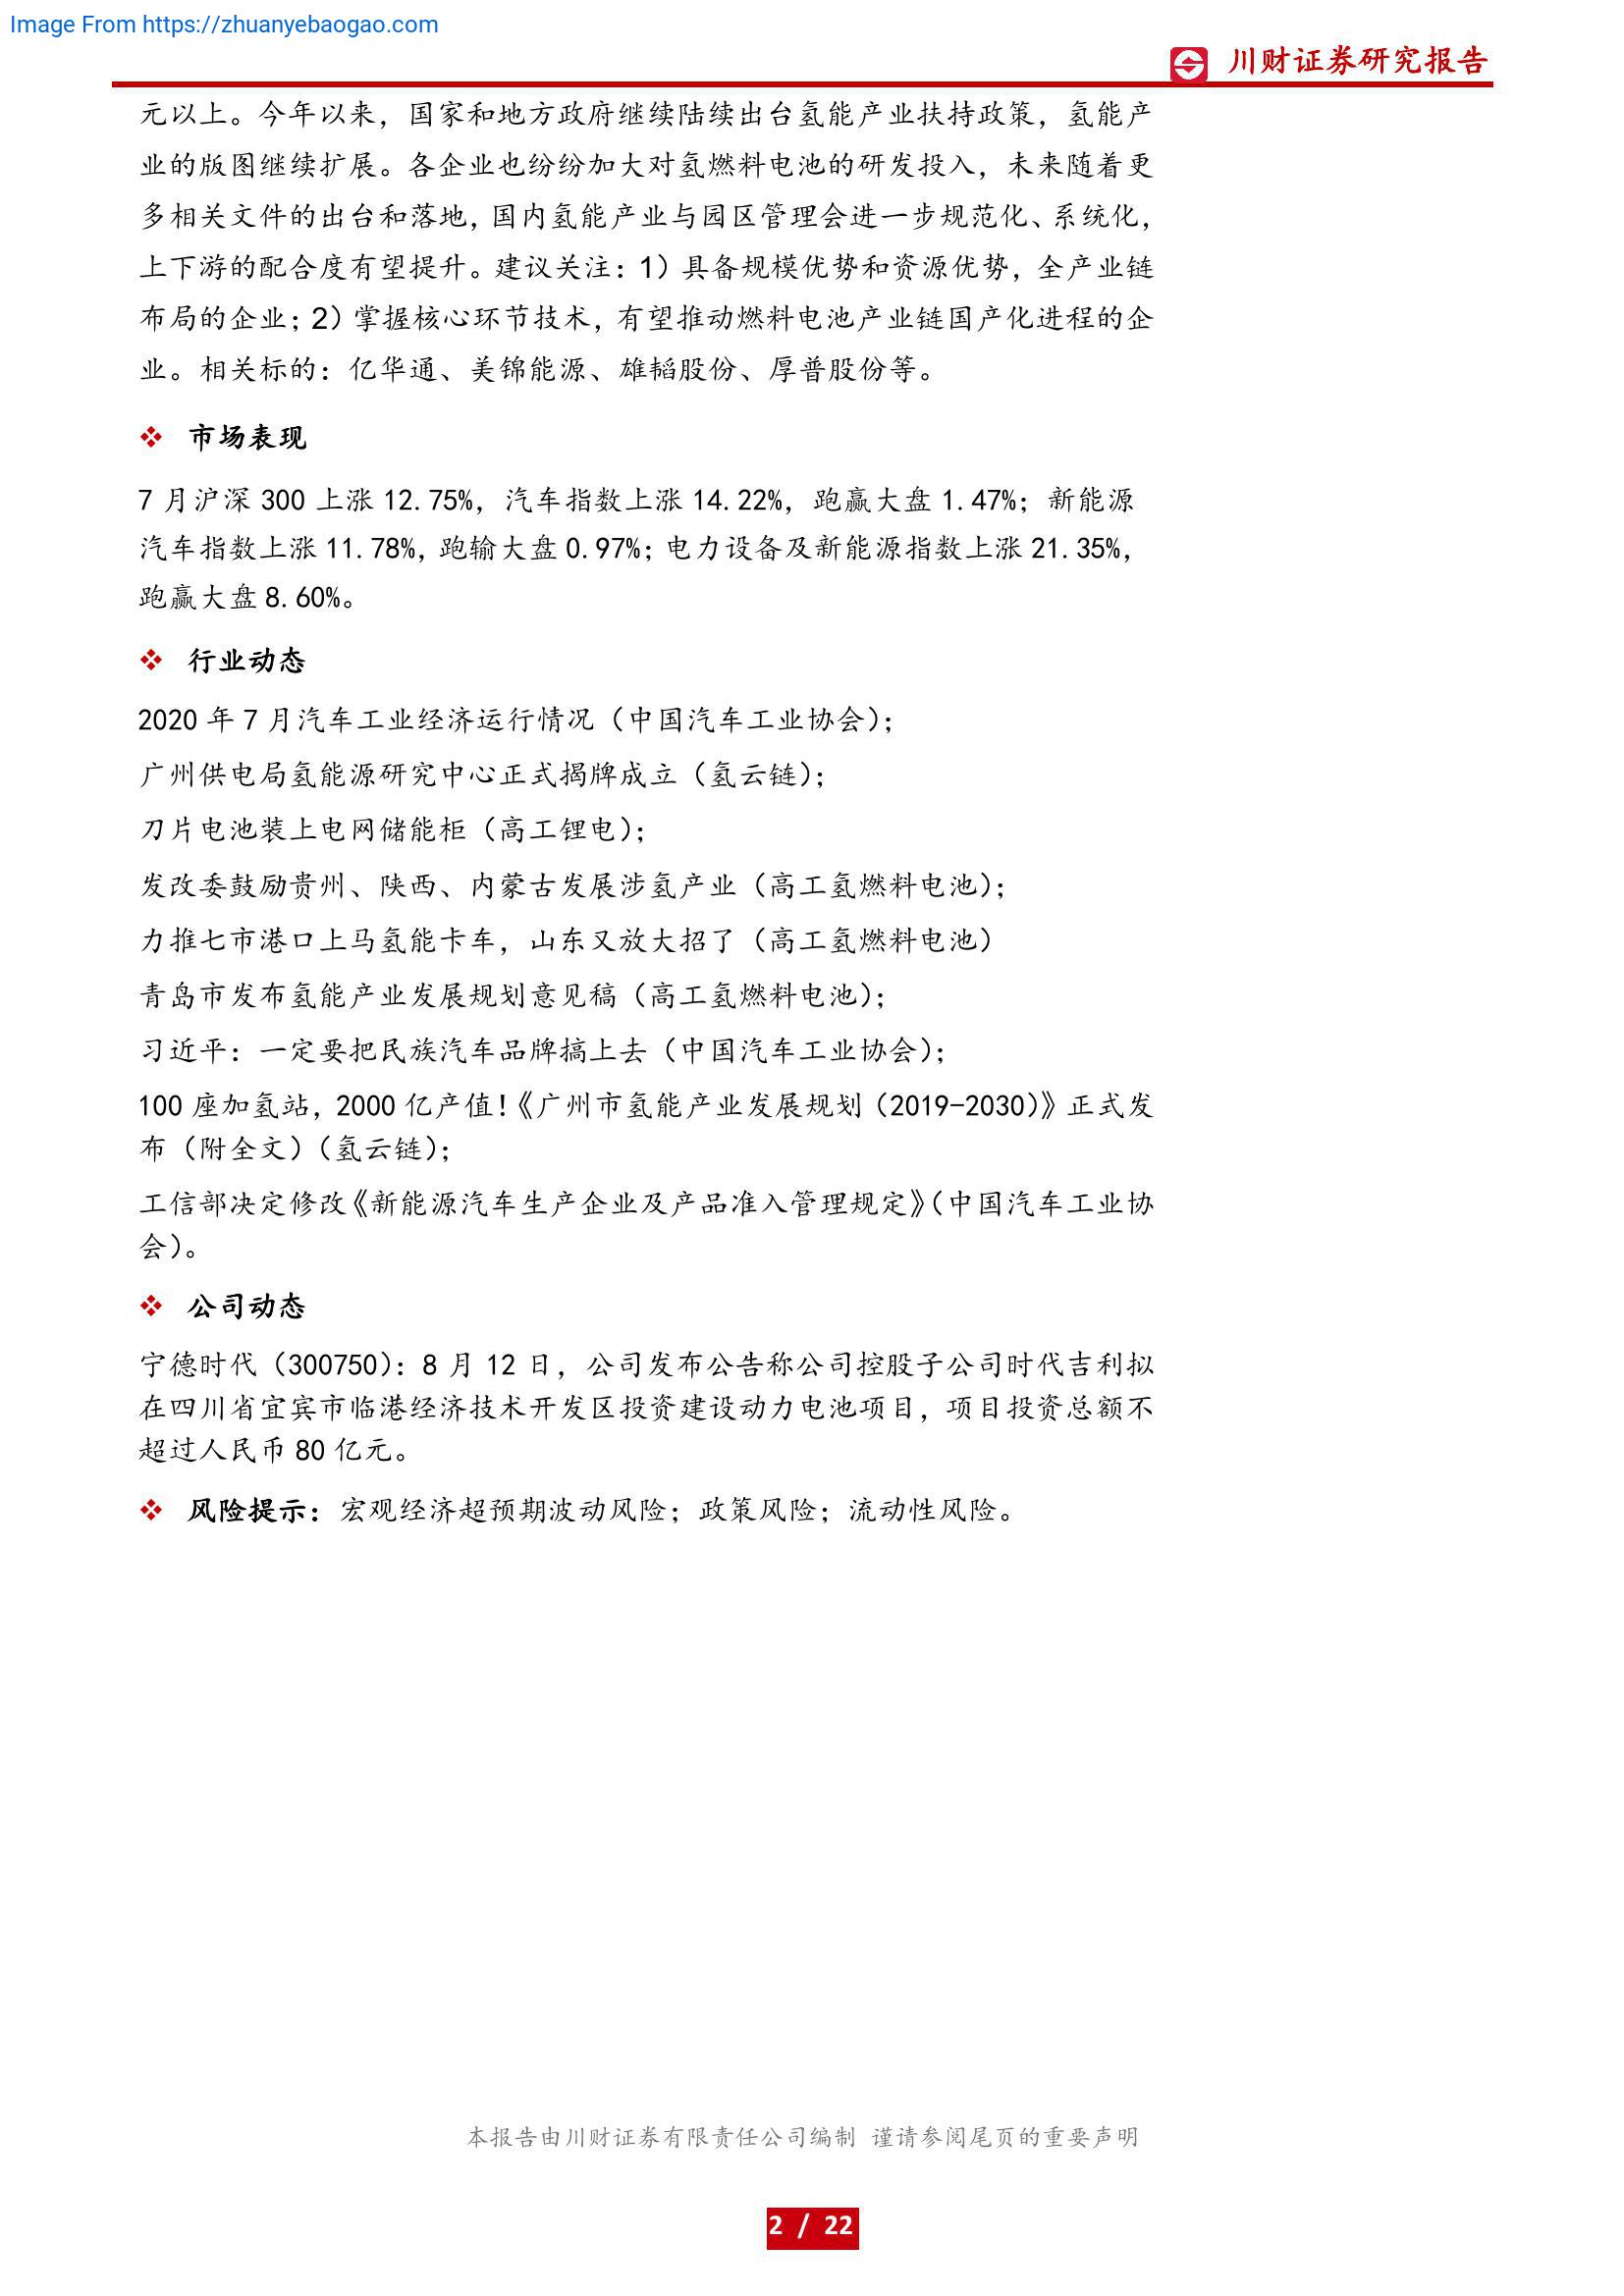 Image From https://zhuanyebaogao.com
川财证券研究报告
元以上。今年以来，国家和地方政府继续陆续出台氢能产业扶持政策，氢能产
业的版图继续扩展。各企业也纷纷加大对氢燃料电池的研发投入，未来随着更
多相关文件的出台和落地，国内氢能产业与园区管理会进一步规范化、系统化，
上下游的配合度有望提升。建议关注：1）具备规模优势和资源优势，全产业链
布局的企业；2）掌握核心环节技术，有望推动燃料电池产业链国产化进程的企
业。相关标的：亿华通、美锦能源、雄韬股份、厚普股份等。
❖ 市场表现
7 月沪深 300 上涨 12.75%，汽车指数上涨 14.22%，跑赢大盘 1.47%；新能源
汽车指数上涨 11.78%，跑输大盘 0.97%；电力设备及新能源指数上涨 21.35%，
跑赢大盘 8.60%。
❖ 行业动态
2020 年 7 月汽车工业经济运行情况（中国汽车工业协会）；
广州供电局氢能源研究中心正式揭牌成立（氢云链）；
刀片电池装上电网储能柜（高工锂电）；
发改委鼓励贵州、陕西、内蒙古发展涉氢产业（高工氢燃料电池）；
力推七市港口上马氢能卡车，山东又放大招了（高工氢燃料电池）
青岛市发布氢能产业发展规划意见稿（高工氢燃料电池）；
习近平：一定要把民族汽车品牌搞上去（中国汽车工业协会）；
100 座加氢站，2000 亿产值！《广州市氢能产业发展规划（2019-2030）》正式发
布（附全文）（氢云链）；
工信部决定修改《新能源汽车生产企业及产品准入管理规定》（中国汽车工业协
会）。
❖ 公司动态
宁德时代（300750）：8 月 12 日，公司发布公告称公司控股子公司时代吉利拟
在四川省宜宾市临港经济技术开发区投资建设动力电池项目，项目投资总额不
超过人民币 80 亿元。
❖ 风险提示：宏观经济超预期波动风险；政策风险；流动性风险。
本报告由川财证券有限责任公司编制 谨请参阅尾页的重要声明
2 / 22